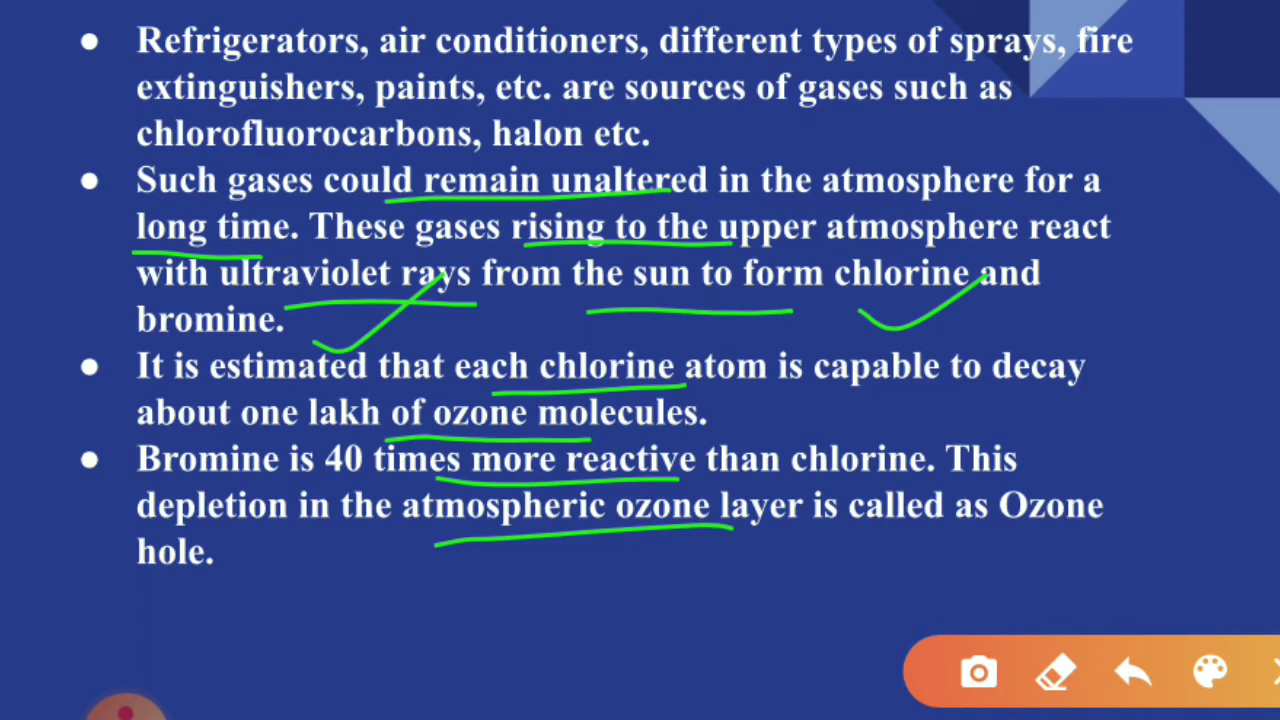 ● Refrigerators, air conditioners, different types of sprays, fire
extinguishers, paints, etc. are sources of gases such as
chlorofluorocarbons, halon etc.
● Such gases could remain unaltered in the atmosphere for a
long time. These gases rising to the upper atmosphere react
with ultraviolet rays from the sun to form chlorine and
bromine.
● It is estimated that each chlorine atom is capable to decay
about one lakh of ozone molecules.
● Bromine is 40 times more reactive than chlorine. This
depletion in the atmospheric ozone layer is called as Ozone
hole.